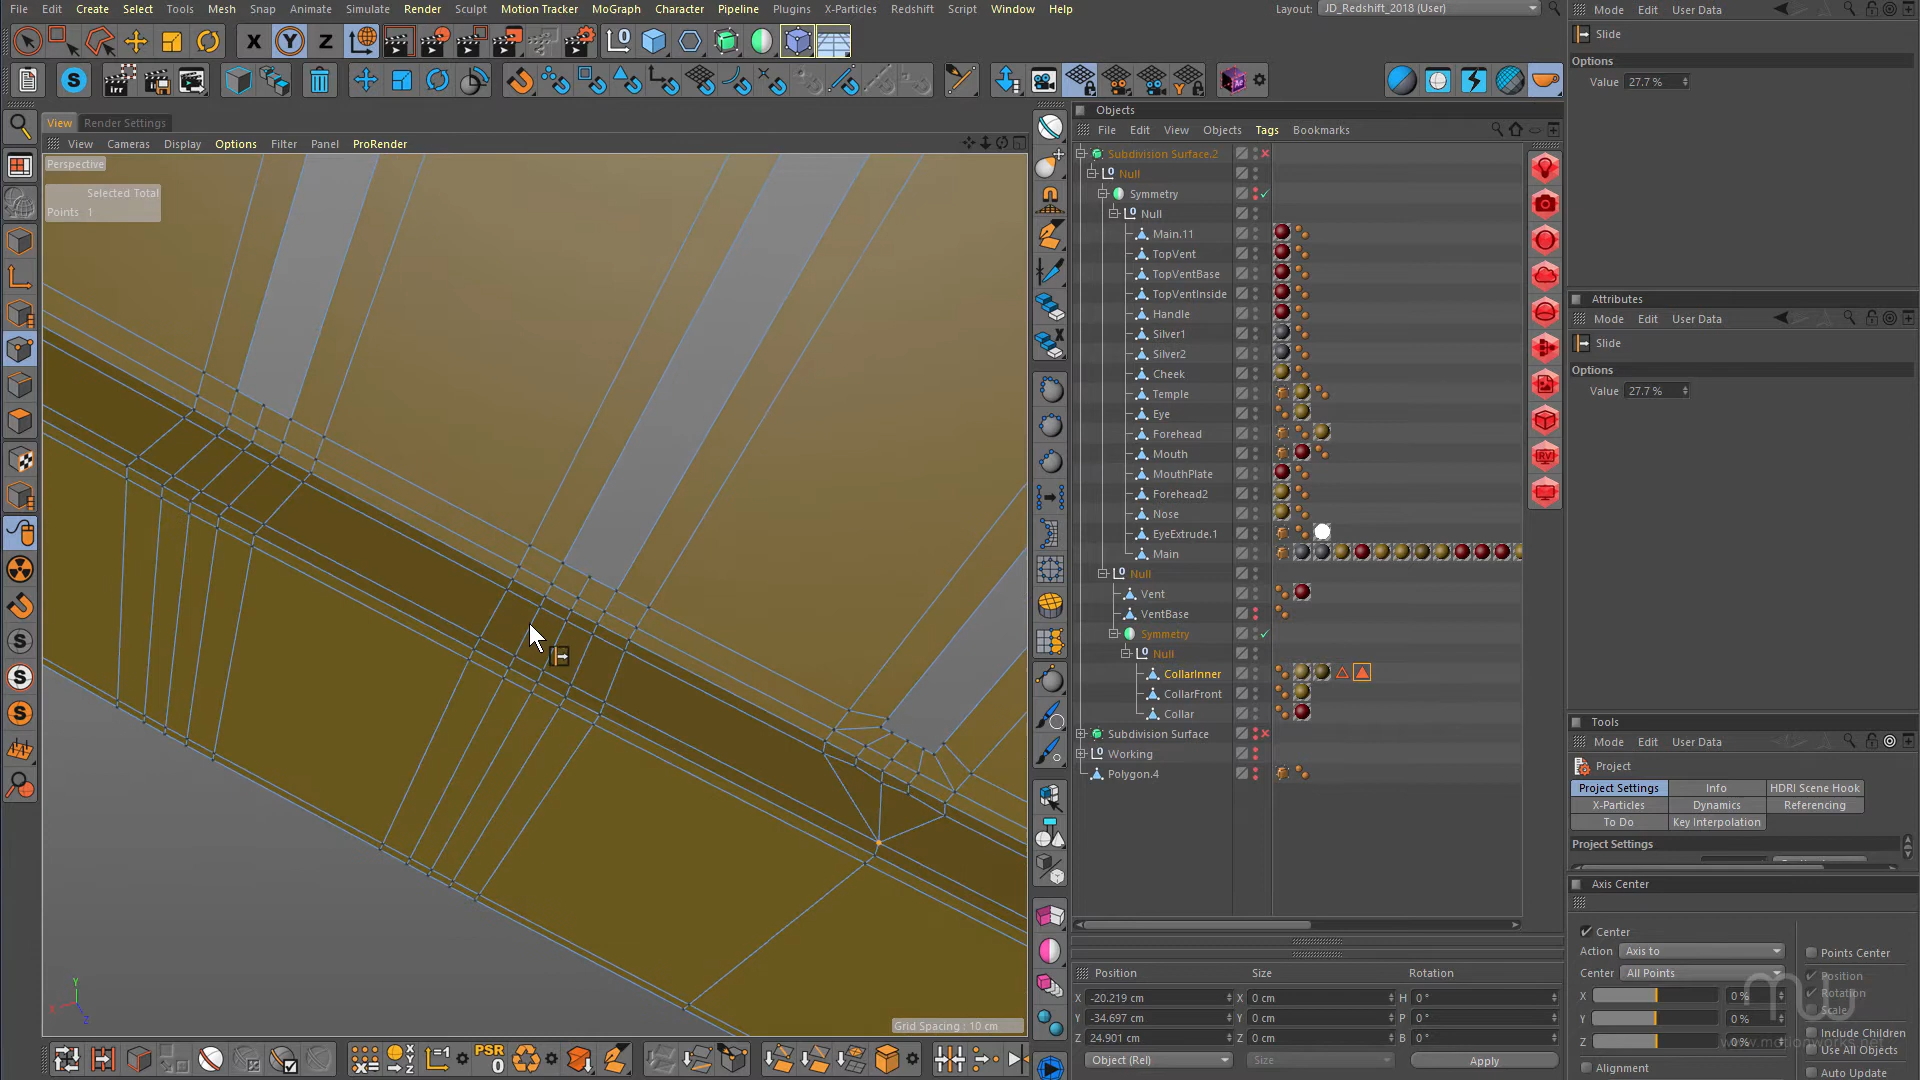 File Edit Create Select Tools Mesh Snap Animate Simulate Render Sculpt Motion Tracker MoGraph Character Pipeline Plugins X-Particles Redshift Script Window Help
Layout: JD_Redshift_2018 (User)
Mode Edit User Data
Slide
Options
Value 27.7 %
X Y Z
View Render Settings
View Cameras Display Options Filter Panel ProRender
Perspective
Selected Total
Points 1
Grid Spacing : 10 cm
Objects
File Edit View Objects Tags Bookmarks
Subdivision Surface.2
Null
Symmetry
Null
Main.11
TopVent
TopVentBase
TopVentInside
Handle
Silver1
Silver2
Cheek
Temple
Eye
Forehead
Mouth
MouthPlate
Forehead2
Nose
EyeExtrude.1
Main
Null
Vent
VentBase
Symmetry
Null
CollarInner
CollarFront
Collar
Subdivision Surface
Working
Polygon.4
Position Size Rotation
X -20.219 cm X 0 cm H 0 °
Y -34.697 cm Y 0 cm P 0 °
Z 24.901 cm Z 0 cm B 0 °
Object (Rel) Size Apply
Attributes
Mode Edit User Data
Slide
Options
Value 27.7 %
Tools
Mode Edit User Data
Project
Project Settings Info HDRI Scene Hook
X-Particles Dynamics Referencing
To Do Key Interpolation
Project Settings
Axis Center
Center
Action Axis to Points Center
Center All Points Position
X 0 % Rotation
Scale
Y 0 %
Include Children
Z 0 % Use All Objects
Alignment Auto Update
www.motionworks.net
PSR
0
RV